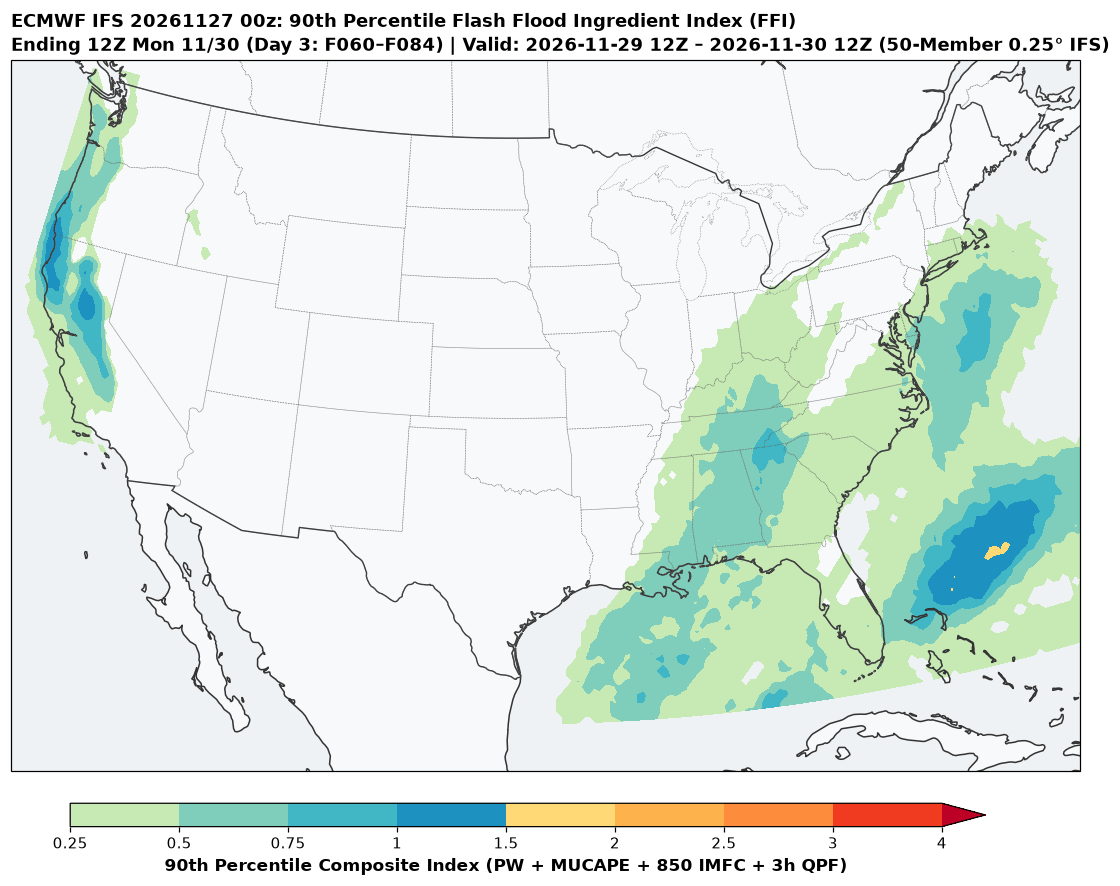 ECMWF IFS 20261127 00z: 90th Percentile Flash Flood Ingredient Index (FFI)
Ending 12Z Mon 11/30 (Day 3: F060–F084) | Valid: 2026-11-29 12Z – 2026-11-30 12Z (50-Member 0.25° IFS)
0.25 0.5 0.75 1 1.5 2 2.5 3 4
90th Percentile Composite Index (PW + MUCAPE + 850 IMFC + 3h QPF)